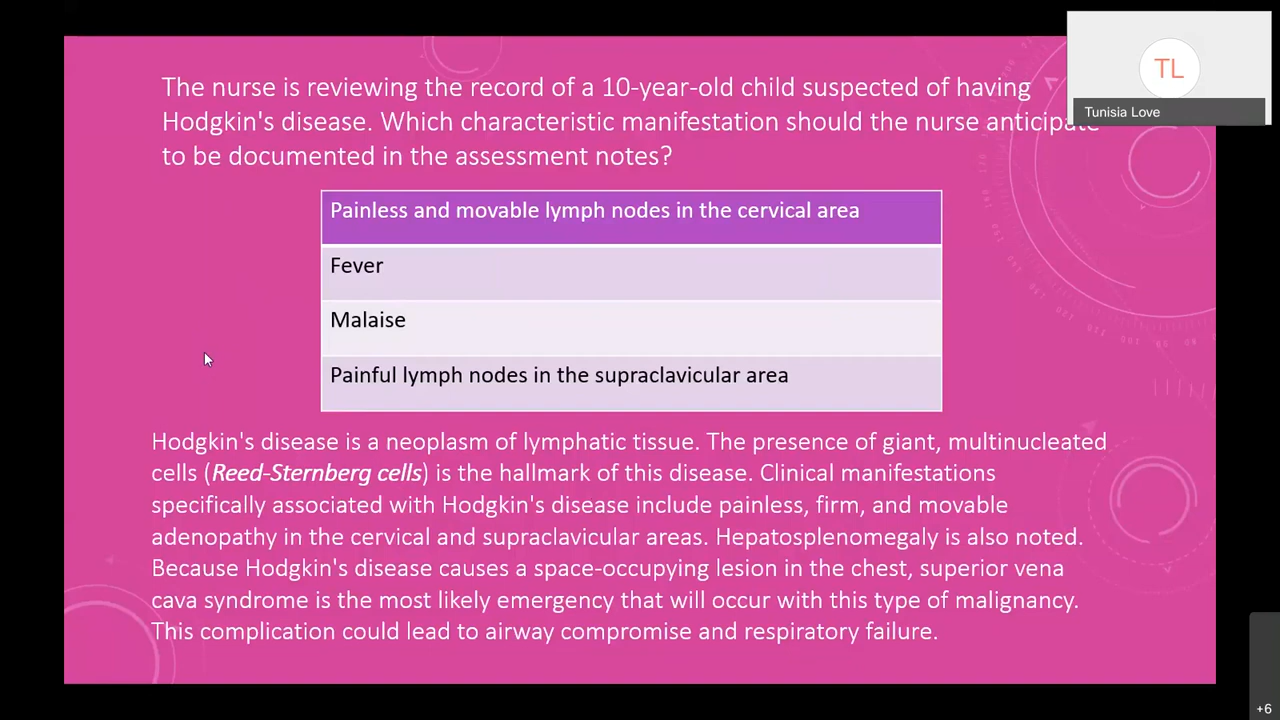 The nurse is reviewing the record of a 10-year-old child suspected of having
Hodgkin's disease. Which characteristic manifestation should the nurse anticipate
to be documented in the assessment notes?
TL
Tunisia Love
Painless and movable lymph nodes in the cervical area
Fever
Malaise
Painful lymph nodes in the supraclavicular area
Hodgkin's disease is a neoplasm of lymphatic tissue. The presence of giant, multinucleated
cells (Reed-Sternberg cells) is the hallmark of this disease. Clinical manifestations
specifically associated with Hodgkin's disease include painless, firm, and movable
adenopathy in the cervical and supraclavicular areas. Hepatosplenomegaly is also noted.
Because Hodgkin's disease causes a space-occupying lesion in the chest, superior vena
cava syndrome is the most likely emergency that will occur with this type of malignancy.
This complication could lead to airway compromise and respiratory failure.
+6